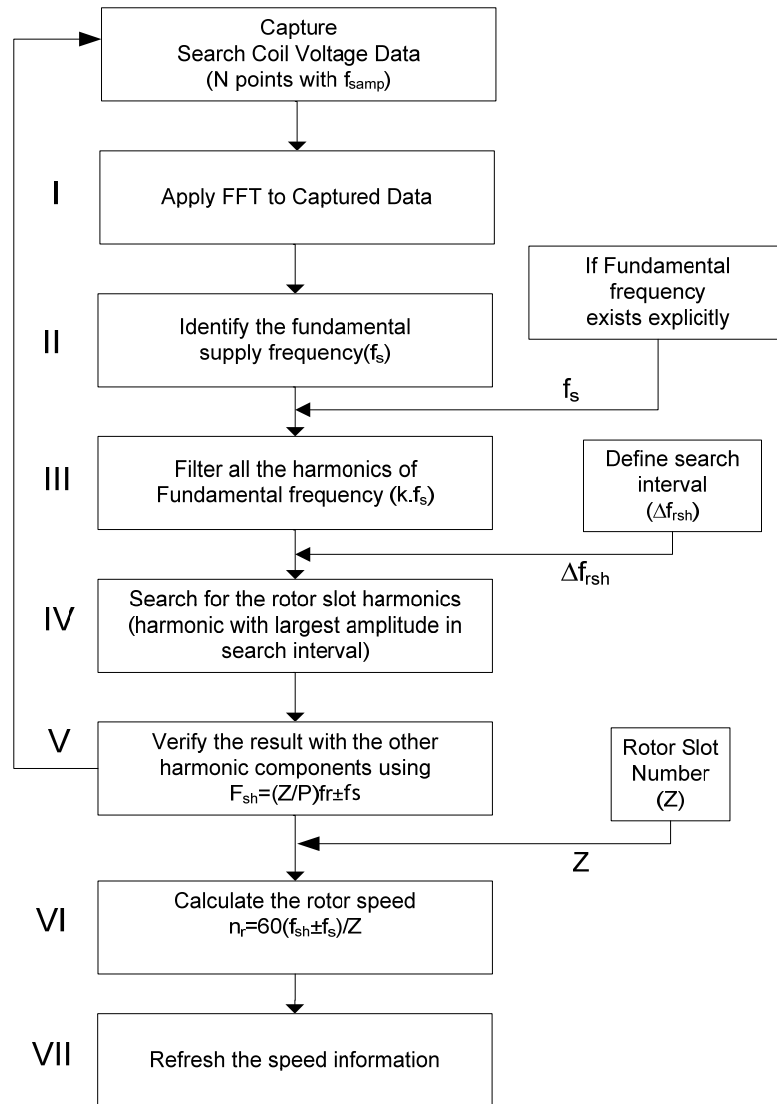 Capture
Search Coil Voltage Data
(N points with fsamp)
I
Apply FFT to Captured Data
If Fundamental
frequency
exists explicitly
II
Identify the fundamental
supply frequency(fs)
fs
III
Filter all the harmonics of
Fundamental frequency (k.fs)
Define search
interval
(Δfrsh)
Δfrsh
IV
Search for the rotor slot harmonics
(harmonic with largest amplitude in
search interval)
V
Verify the result with the other
harmonic components using
Fsh=(Z/P)fr±fs
Rotor Slot
Number
(Z)
Z
VI
Calculate the rotor speed
nr=60(fsh±fs)/Z
VII
Refresh the speed information